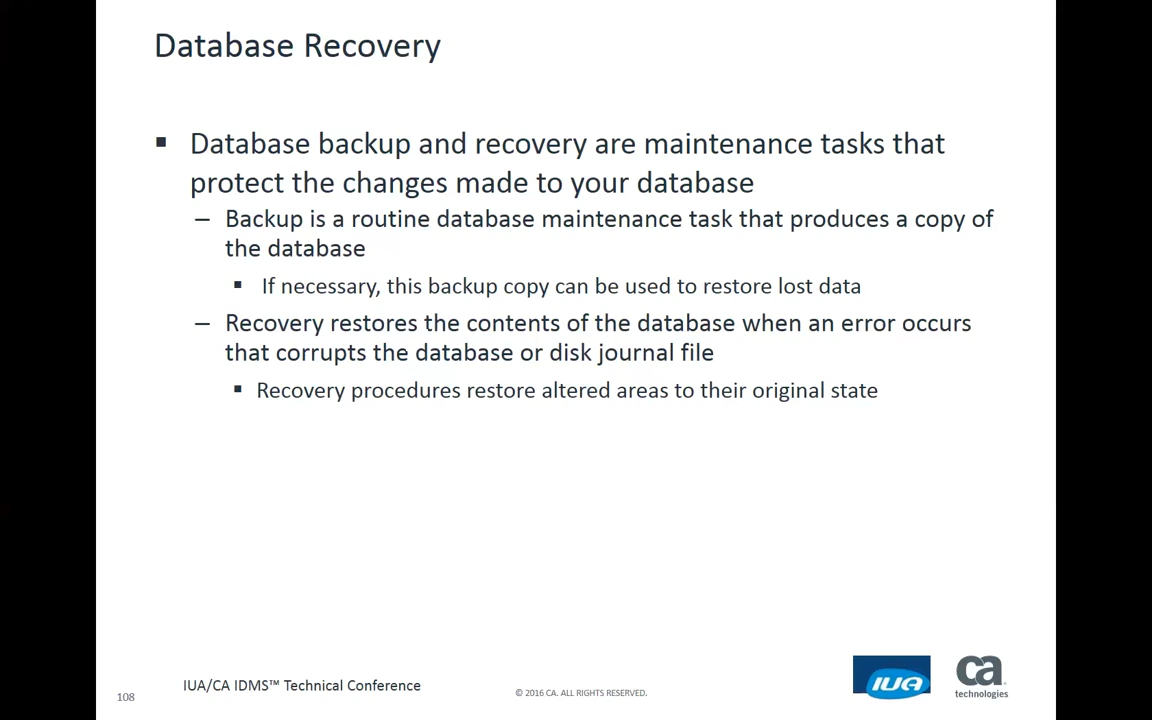 Database Recovery
▪ Database backup and recovery are maintenance tasks that
protect the changes made to your database
– Backup is a routine database maintenance task that produces a copy of
the database
▪ If necessary, this backup copy can be used to restore lost data
– Recovery restores the contents of the database when an error occurs
that corrupts the database or disk journal file
▪ Recovery procedures restore altered areas to their original state
108
IUA/CA IDMS™ Technical Conference
© 2016 CA. ALL RIGHTS RESERVED.
IUA
ca
technologies